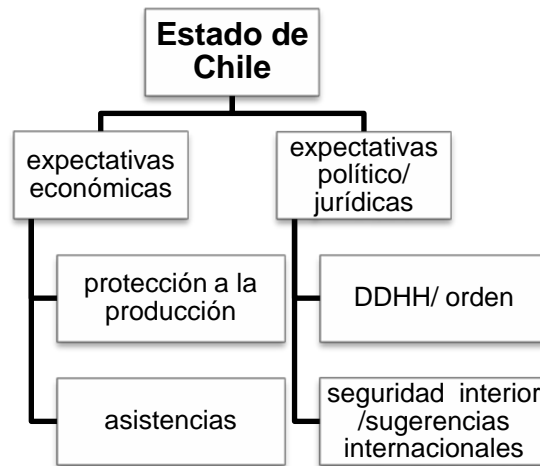 Estado de
Chile
expectativas
económicas
expectativas
político/
jurídicas
protección a la
producción
DDHH/ orden
asistencias
seguridad interior
/sugerencias
internacionales